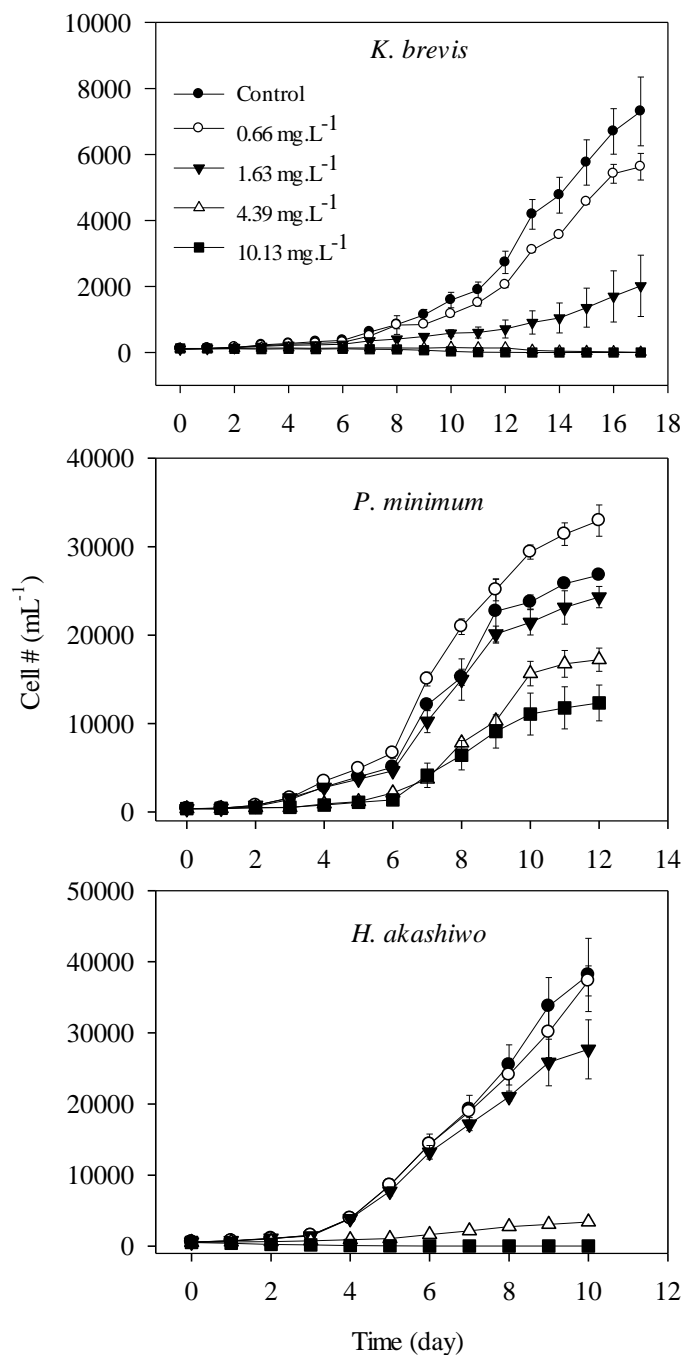 K. brevis
10000
8000
6000
4000
2000
0
Control
0.66 mg.L-1
1.63 mg.L-1
4.39 mg.L-1
10.13 mg.L-1
0 2 4 6 8 10 12 14 16 18
P. minimum
40000
30000
20000
10000
0
Cell # (mL-1)
0 2 4 6 8 10 12 14
H. akashiwo
50000
40000
30000
20000
10000
0
0 2 4 6 8 10 12
Time (day)